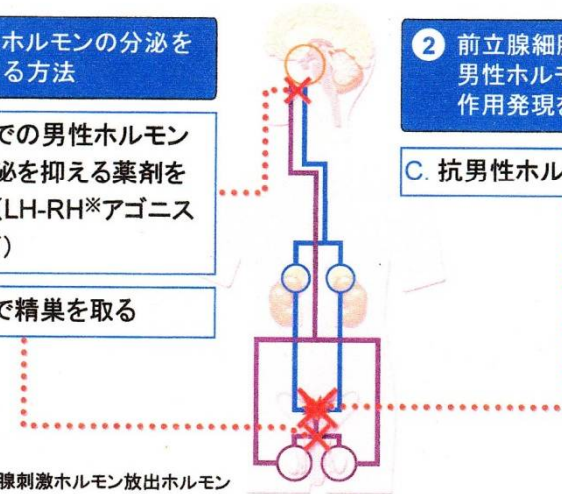 ホルモンの分泌を
る方法
での男性ホルモン
泌を抑える薬剤を
(LH-RH※アゴニス
)
で精巣を取る
2 前立腺細胞
男性ホルモ
作用発現を
C. 抗男性ホル
腺刺激ホルモン放出ホルモン